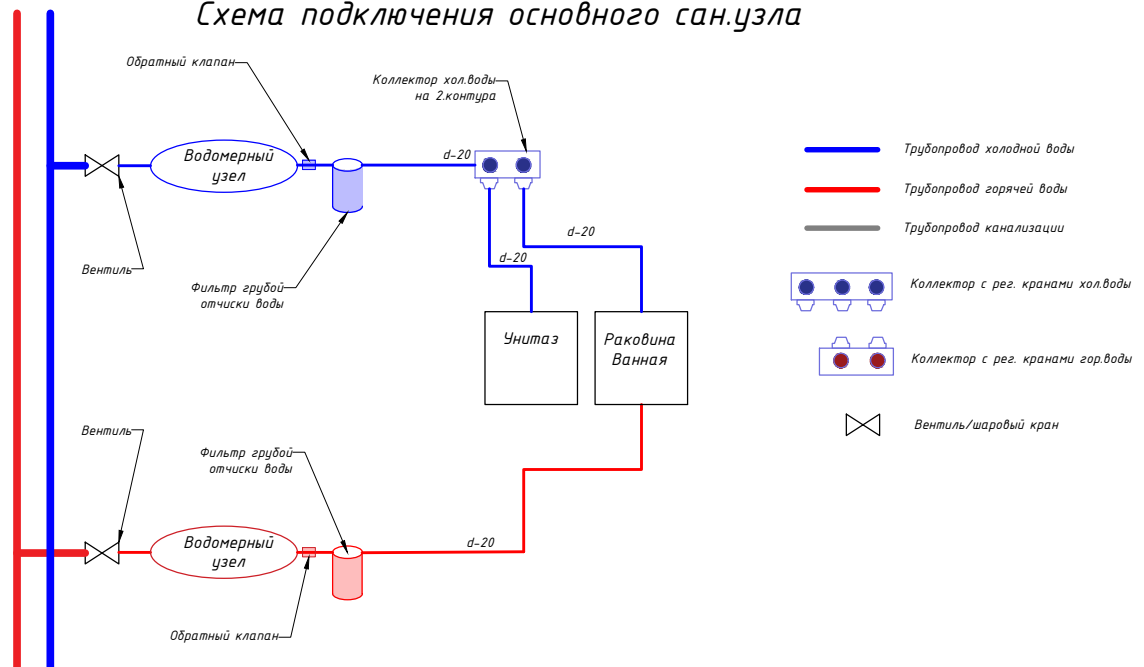 Схема подключения основного сан.узла
Обратный клапан
Коллектор хол.воды
на 2.контура
Водомерный
узел
d-20
Вентиль
Фильтр грубой
отчиски воды
d-20
d-20
Унитаз
Раковина
Ванная
Вентиль
Фильтр грубой
отчиски воды
Водомерный
узел
d-20
Обратный клапан
Трубопровод холодной воды
Трубопровод горячей воды
Трубопровод канализации
Коллектор с рег. кранами хол.воды
Коллектор с рег. кранами гор.воды
Вентиль/шаровый кран